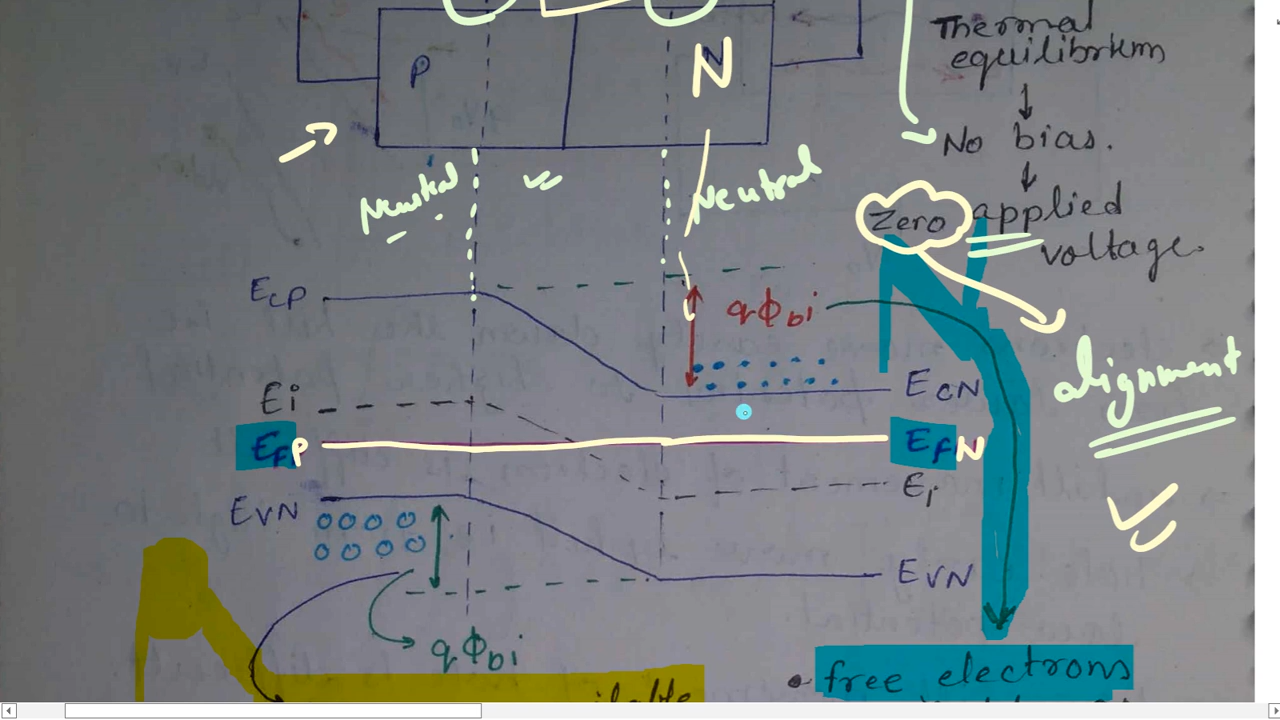 P
N
Thermal
equilibrium
No bias.
Neutral
Neutral
Zero applied
voltage.
ECP
qΦbi
alignment
ECN
Ei
EFP
EFN
Ei
EVN
EVN
qΦbi
free electrons